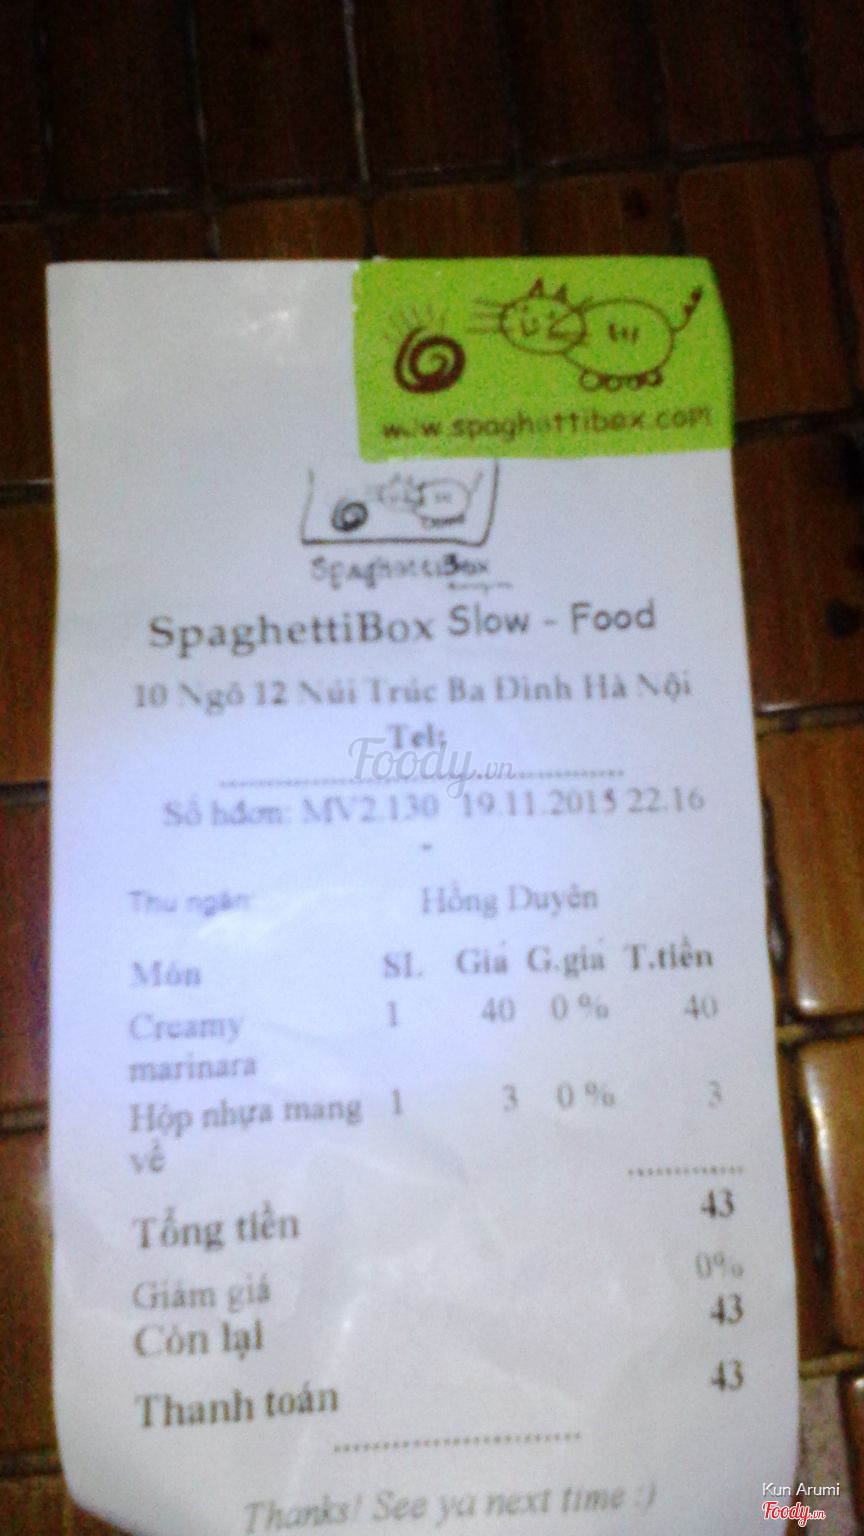 www.spaghettibox.com
SpaghettiBox
SpaghettiBox Slow - Food
10 Ngõ 12 Núi Trúc Ba Đình Hà Nội
Tel:
Foody.vn
Số hđơn: MV2.130 19.11.2015 22.16
-
Thu ngân: Hồng Duyên
Món SL Giá G.giá T.tiền
Creamy 1 40 0 % 40
marinara
Hộp nhựa mang 1 3 0 % 3
về
Tổng tiền 43
Giảm giá 0%
Còn lại 43
Thanh toán 43
Thanks! See ya next time :)
Kun Arumi
Foody.vn